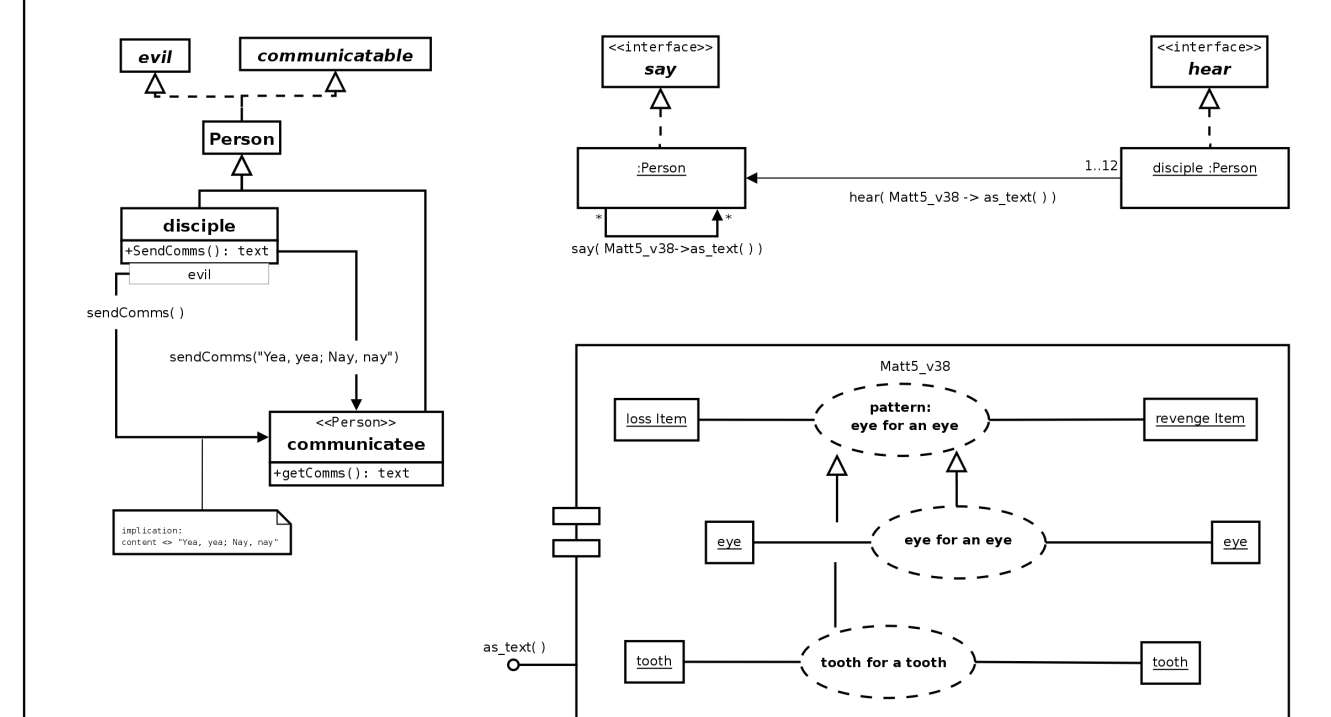 evil
communicatable
Person
disciple
+SendComms(): text
evil
sendComms( )
sendComms("Yea, yea; Nay, nay")
<<Person>>
communicatee
+getComms(): text
implication:
content <> "Yea, yea; Nay, nay"
<<interface>>
say
<<interface>>
hear
:Person
1..12
disciple :Person
hear( Matt5_v38 -> as_text( ) )
* *
say( Matt5_v38->as_text( ) )
Matt5_v38
loss Item
pattern:
eye for an eye
revenge Item
eye
eye for an eye
eye
as_text( )
tooth
tooth for a tooth
tooth